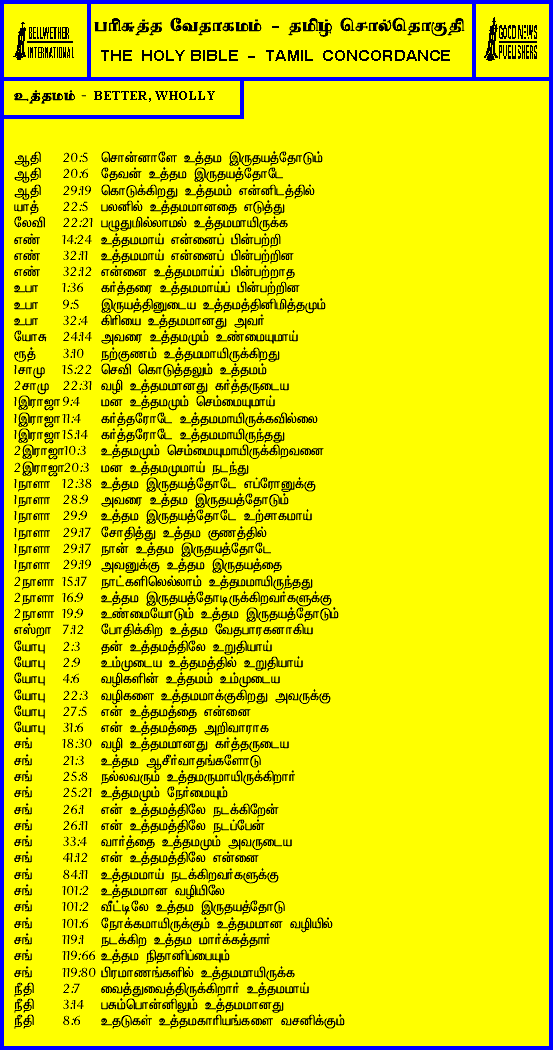 BELLWETHER
INTERNATIONAL
பரிசுத்த வேதாகமம் - தமிழ் சொல்தொகுதி
THE HOLY BIBLE - TAMIL CONCORDANCE
GOOD NEWS
PUBLISHERS
உத்தமம் - BETTER, WHOLLY
ஆதி 20:5 சொன்னாளே உத்தம இருதயத்தோடும்
ஆதி 20:6 தேவன் உத்தம இருதயத்தோடே
ஆதி 29:19 கொடுக்கிறது உத்தமம் என்னிடத்தில்
யாத் 22:5 பலனில் உத்தமமானதை எடுத்து
லேவி 22:21 பழுதுமில்லாமல் உத்தமமாயிருக்க
எண் 14:24 உத்தமமாய் என்னைப் பின்பற்றி
எண் 32:11 உத்தமமாய் என்னைப் பின்பற்றின
எண் 32:12 என்னை உத்தமமாய்ப் பின்பற்றாத
உபா 1:36 கர்த்தரை உத்தமமாய்ப் பின்பற்றின
உபா 9:5 இருயத்தினுடைய உத்தமத்தினிமித்தமும்
உபா 32:4 கிரியை உத்தமமானது அவர்
யோசு 24:14 அவரை உத்தமமும் உண்மையுமாய்
ரூத் 3:10 நற்குணம் உத்தமமாயிருக்கிறது
1சாமு 15:22 செவி கொடுத்தலும் உத்தமம்
2சாமு 22:31 வழி உத்தமமானது கர்த்தருடைய
1இராஜா 9:4 மன உத்தமமும் செம்மையுமாய்
1இராஜா 11:4 கர்த்தரோடே உத்தமமாயிருக்கவில்லை
1இராஜா 15:14 கர்த்தரோடே உத்தமமாயிருந்தது
2இராஜா 10:3 உத்தமமும் செம்மையுமாயிருக்கிறவனை
2இராஜா 20:3 மன உத்தமமுமாய் நடந்து
1நாளா 12:38 உத்தம இருதயத்தோடே எப்ரோனுக்கு
1நாளா 28:9 அவரை உத்தம இருதயத்தோடும்
1நாளா 29:9 உத்தம இருதயத்தோடே உற்சாகமாய்
1நாளா 29:17 சோதித்து உத்தம குணத்தில்
1நாளா 29:17 நான் உத்தம இருதயத்தோடே
1நாளா 29:19 அவனுக்கு உத்தம இருதயத்தை
2நாளா 15:17 நாட்களிலெல்லாம் உத்தமமாயிருந்தது
2நாளா 16:9 உத்தம இருதயத்தோடிருக்கிறவர்களுக்கு
2நாளா 19:9 உண்மையோடும் உத்தம இருதயத்தோடும்
எஸ்றா 7:12 போதிக்கிற உத்தம வேதபாரகனாகிய
யோபு 2:3 தன் உத்தமத்திலே உறுதியாய்
யோபு 2:9 உம்முடைய உத்தமத்தில் உறுதியாய்
யோபு 4:6 வழிகளின் உத்தமம் உம்முடைய
யோபு 22:3 வழிகளை உத்தமமாக்குகிறது அவருக்கு
யோபு 27:5 என் உத்தமத்தை என்னை
யோபு 31:6 என் உத்தமத்தை அறிவாராக
சங் 18:30 வழி உத்தமமானது கர்த்தருடைய
சங் 21:3 உத்தம ஆசீர்வாதங்களோடு
சங் 25:8 நல்லவரும் உத்தமருமாயிருக்கிறார்
சங் 25:21 உத்தமமும் நேர்மையும்
சங் 26:1 என் உத்தமத்திலே நடக்கிறேன்
சங் 26:11 என் உத்தமத்திலே நடப்பேன்
சங் 33:4 வார்த்தை உத்தமமும் அவருடைய
சங் 41:12 என் உத்தமத்திலே என்னை
சங் 84:11 உத்தமமாய் நடக்கிறவர்களுக்கு
சங் 101:2 உத்தமமான வழியிலே
சங் 101:2 வீட்டிலே உத்தம இருதயத்தோடு
சங் 101:6 நோக்கமாயிருக்கும் உத்தமமான வழியில்
சங் 119:1 நடக்கிற உத்தம மார்க்கத்தார்
சங் 119:66 உத்தம நிதானிப்பையும்
சங் 119:80 பிரமாணங்களில் உத்தமமாயிருக்க
நீதி 2:7 வைத்துவைத்திருக்கிறார் உத்தமமாய்
நீதி 3:14 பசும்பொன்னிலும் உத்தமமானது
நீதி 8:6 உதடுகள் உத்தமகாரியங்களை வசனிக்கும்